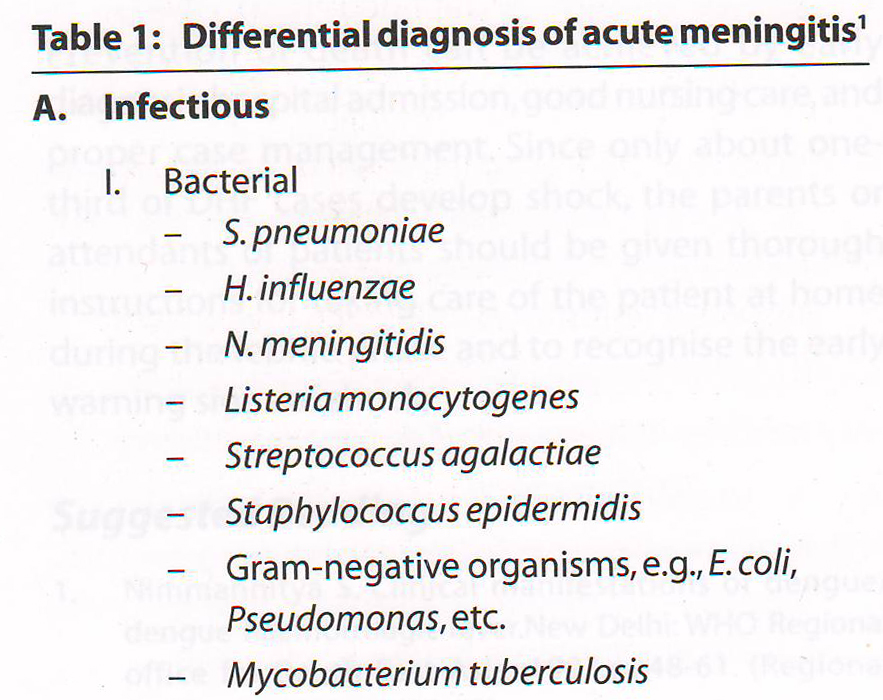 Table 1: Differential diagnosis of acute meningitis¹
A. Infectious
I. Bacterial
– S. pneumoniae
– H. influenzae
– N. meningitidis
– Listeria monocytogenes
– Streptococcus agalactiae
– Staphylococcus epidermidis
– Gram-negative organisms, e.g., E. coli,
Pseudomonas, etc.
– Mycobacterium tuberculosis